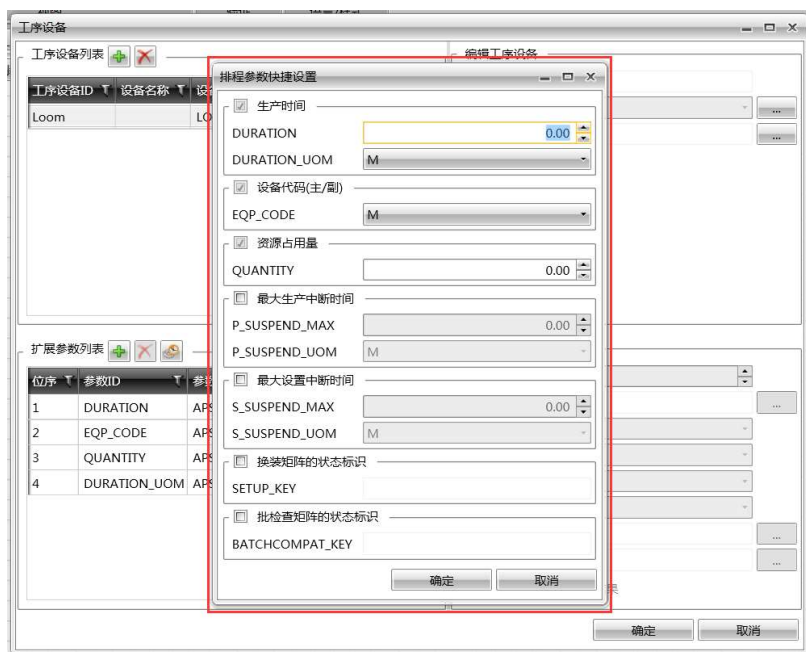 工序设备
工序设备列表
编辑工序设备
工序设备ID 设备名称
Loom
排程参数快捷设置
生产时间
DURATION 0.00
DURATION_UOM M
设备代码(主/副)
EQP_CODE M
资源占用量
QUANTITY 0.00
最大生产中断时间
P_SUSPEND_MAX 0.00
P_SUSPEND_UOM M
最大设置中断时间
S_SUSPEND_MAX 0.00
S_SUSPEND_UOM M
换装矩阵的状态标识
SETUP_KEY
批检查矩阵的状态标识
BATCHCOMPAT_KEY
确定 取消
扩展参数列表
位序 参数ID
1 DURATION APS
2 EQP_CODE APS
3 QUANTITY APS
4 DURATION_UOM APS
确定 取消